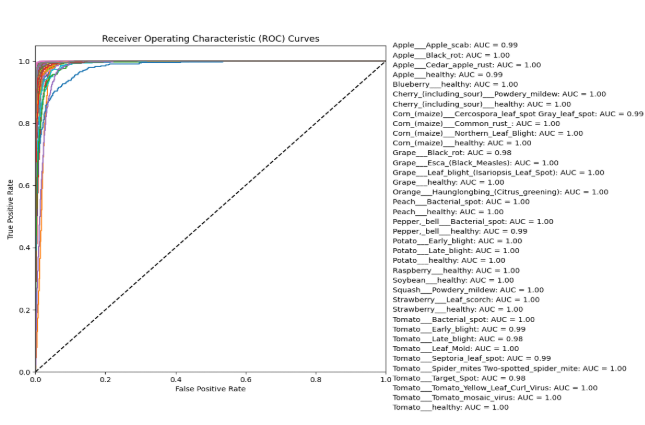 Receiver Operating Characteristic (ROC) Curves
True Positive Rate
1.0
0.8
0.6
0.4
0.2
0.0
0.0
0.2
0.4
0.6
0.8
1.0
False Positive Rate
Apple___Apple_scab: AUC = 0.99
Apple___Black_rot: AUC = 1.00
Apple___Cedar_apple_rust: AUC = 1.00
Apple___healthy: AUC = 0.99
Blueberry___healthy: AUC = 1.00
Cherry_(including_sour)___Powdery_mildew: AUC = 1.00
Cherry_(including_sour)___healthy: AUC = 1.00
Corn_(maize)___Cercospora_leaf_spot Gray_leaf_spot: AUC = 0.99
Corn_(maize)___Common_rust_: AUC = 1.00
Corn_(maize)___Northern_Leaf_Blight: AUC = 1.00
Corn_(maize)___healthy: AUC = 1.00
Grape___Black_rot: AUC = 0.98
Grape___Esca_(Black_Measles): AUC = 1.00
Grape___Leaf_blight_(Isariopsis_Leaf_Spot): AUC = 1.00
Grape___healthy: AUC = 1.00
Orange___Haunglongbing_(Citrus_greening): AUC = 1.00
Peach___Bacterial_spot: AUC = 1.00
Peach___healthy: AUC = 1.00
Pepper,_bell___Bacterial_spot: AUC = 1.00
Pepper,_bell___healthy: AUC = 0.99
Potato___Early_blight: AUC = 1.00
Potato___Late_blight: AUC = 1.00
Potato___healthy: AUC = 1.00
Raspberry___healthy: AUC = 1.00
Soybean___healthy: AUC = 1.00
Squash___Powdery_mildew: AUC = 1.00
Strawberry___Leaf_scorch: AUC = 1.00
Strawberry___healthy: AUC = 1.00
Tomato___Bacterial_spot: AUC = 1.00
Tomato___Early_blight: AUC = 0.99
Tomato___Late_blight: AUC = 0.98
Tomato___Leaf_Mold: AUC = 1.00
Tomato___Septoria_leaf_spot: AUC = 0.99
Tomato___Spider_mites Two-spotted_spider_mite: AUC = 1.00
Tomato___Target_Spot: AUC = 0.98
Tomato___Tomato_Yellow_Leaf_Curl_Virus: AUC = 1.00
Tomato___Tomato_mosaic_virus: AUC = 1.00
Tomato___healthy: AUC = 1.00